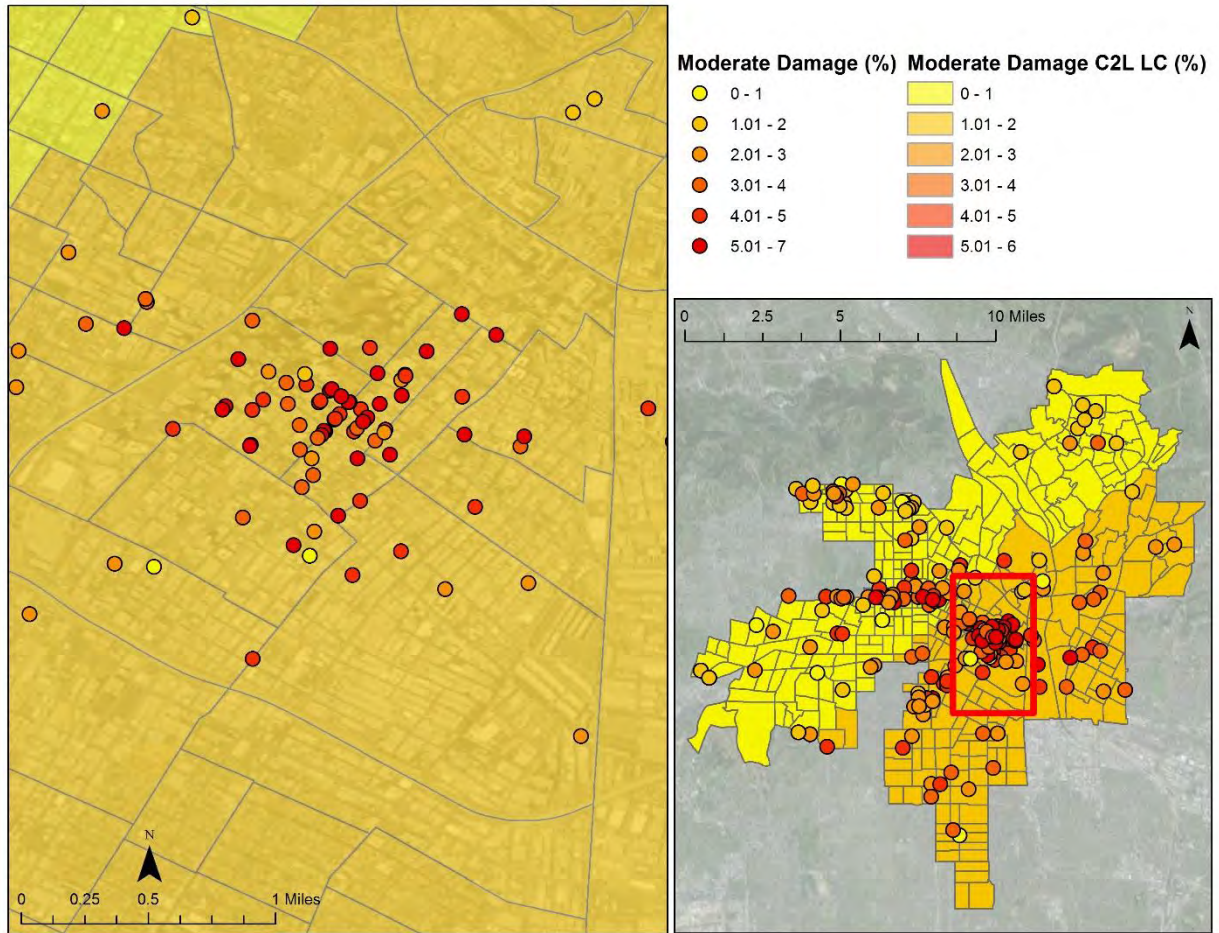 Moderate Damage (%) Moderate Damage C2L LC (%)
0 - 1 0 - 1
1.01 - 2 1.01 - 2
2.01 - 3 2.01 - 3
3.01 - 4 3.01 - 4
4.01 - 5 4.01 - 5
5.01 - 7 5.01 - 6
0 2.5 5 10 Miles
N
N
0 0.25 0.5 1 Miles